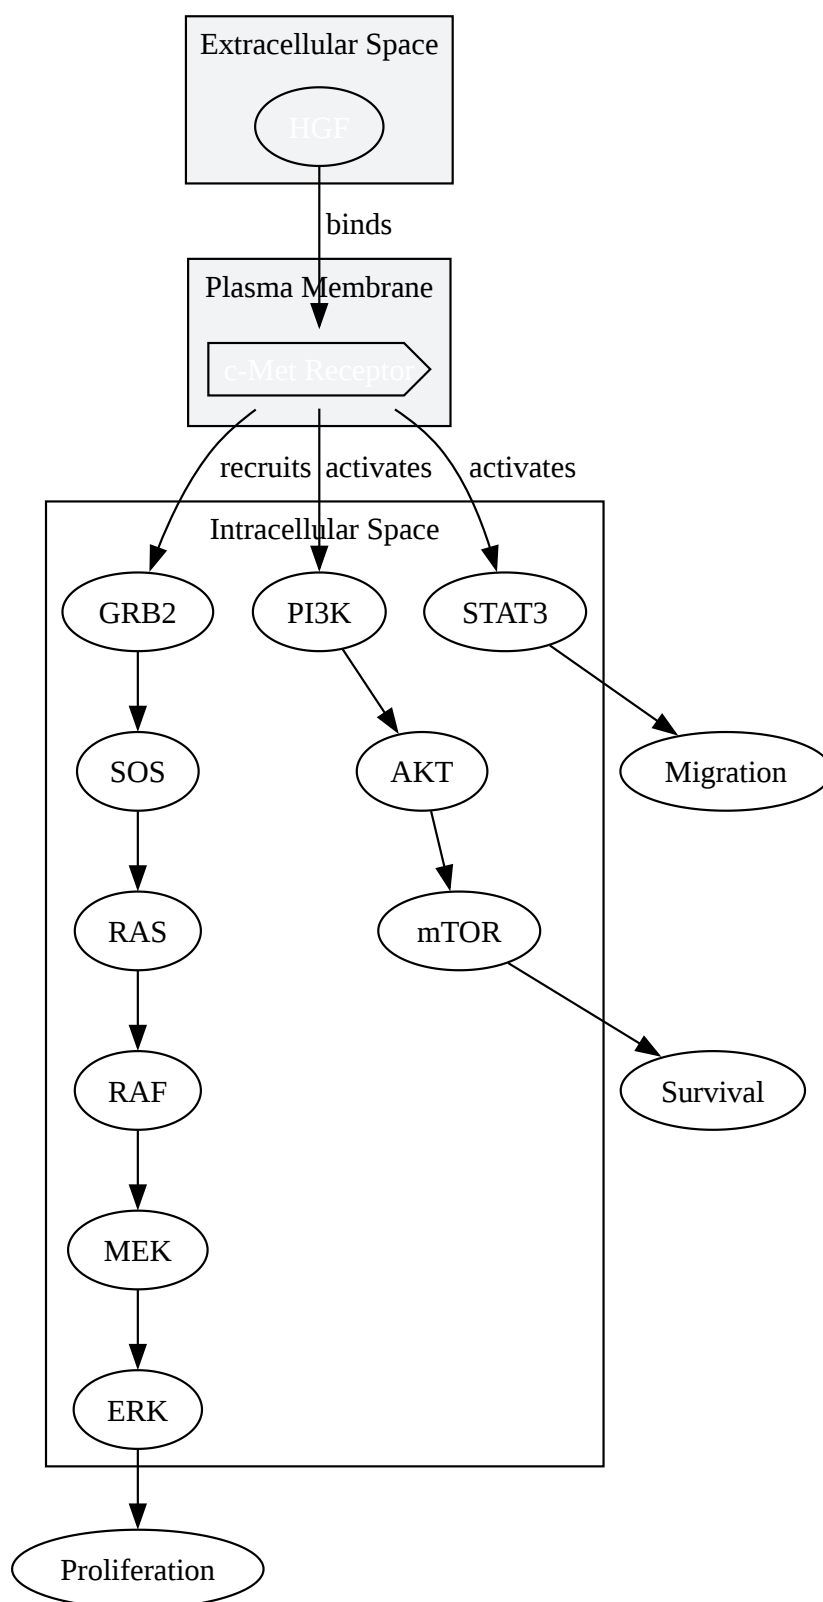 Extracellular Space
HGF
binds
Plasma Membrane
c-Met Receptor
recruits
activates
activates
Intracellular Space
GRB2
PI3K
STAT3
SOS
AKT
Migration
RAS
mTOR
RAF
Survival
MEK
ERK
Proliferation